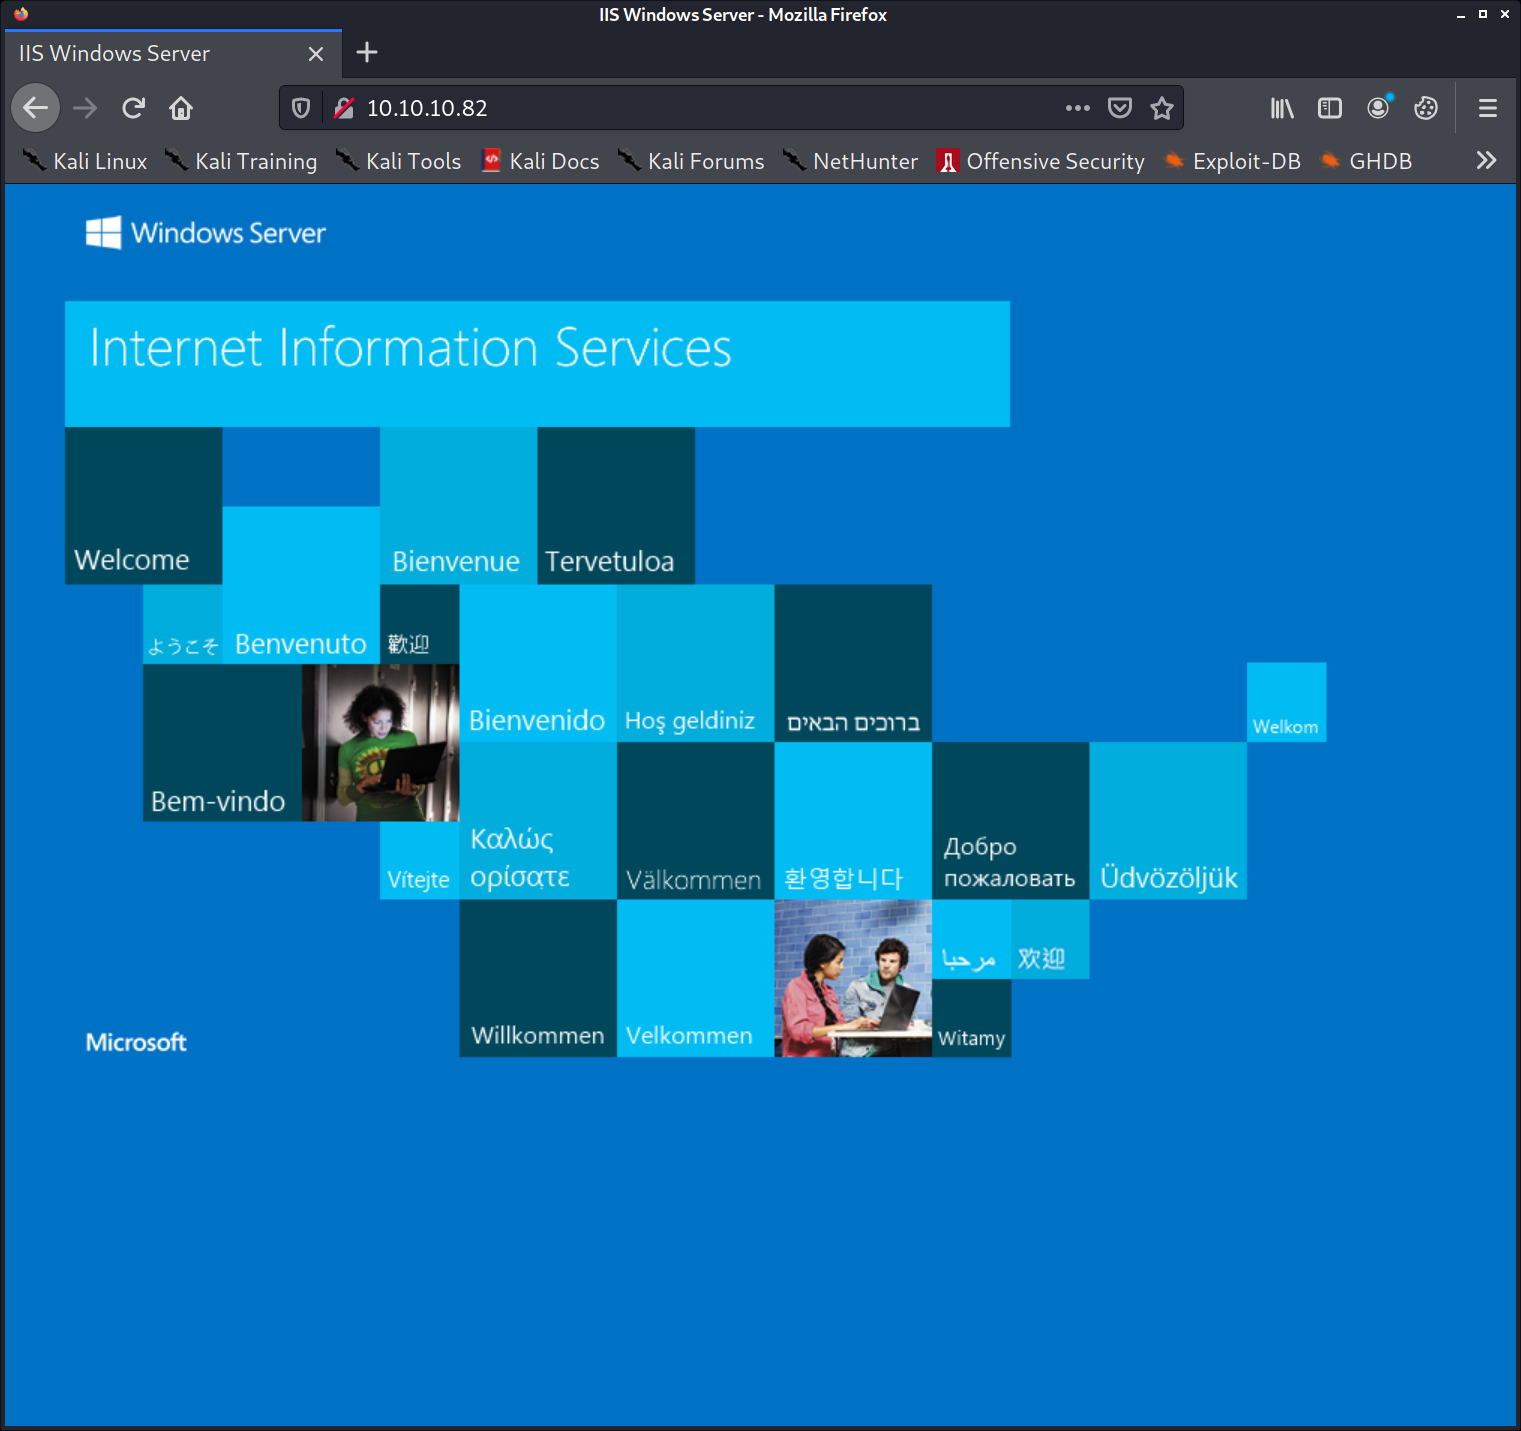 IIS Windows Server - Mozilla Firefox
IIS Windows Server
10.10.10.82
Kali Linux Kali Training Kali Tools Kali Docs Kali Forums NetHunter Offensive Security Exploit-DB GHDB
Windows Server
Internet Information Services
Welcome
Bienvenue
Tervetuloa
ようこそ
Benvenuto
歡迎
Bienvenido
Hoş geldiniz
ברוכים הבאים
Welkom
Bem-vindo
Vítejte
Καλώς
ορίσατε
Välkommen
환영합니다
Добро
пожаловать
Üdvözöljük
Willkommen
Velkommen
مرحبا
欢迎
Witamy
Microsoft